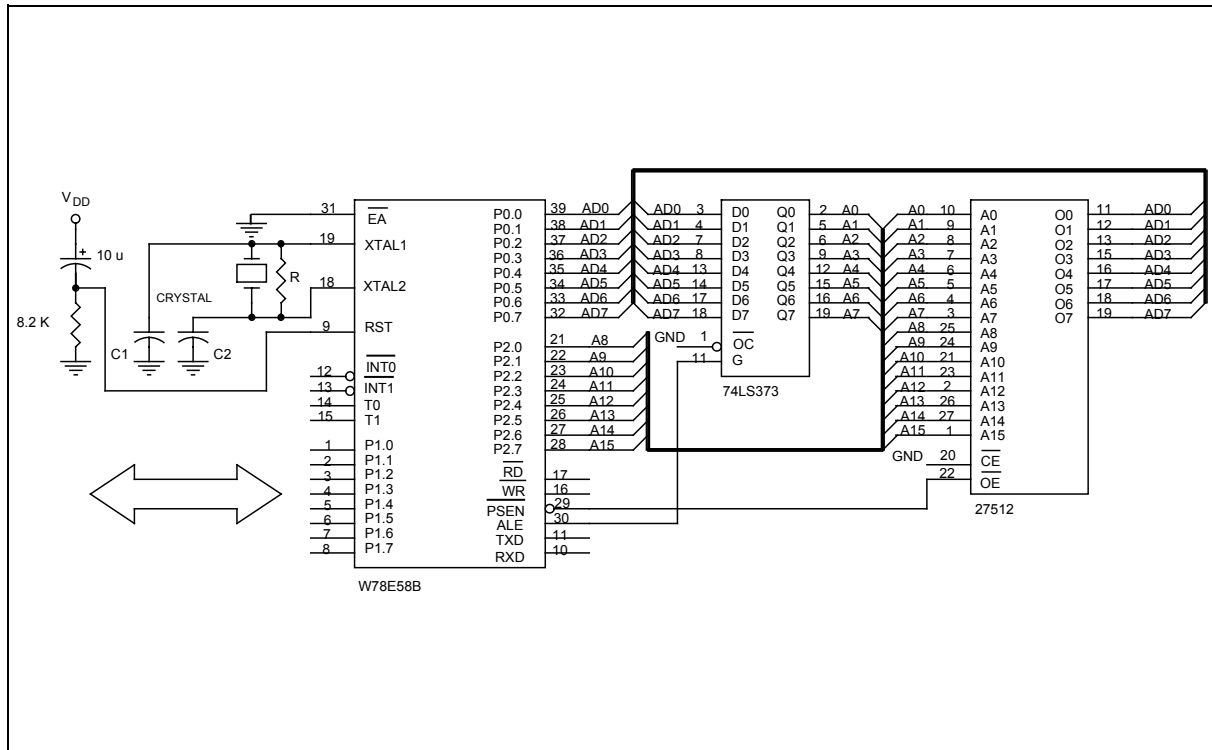 V DD
10 u
8.2 K
C1
CRYSTAL
C2
R
31 EA
19 XTAL1
18 XTAL2
9 RST
12 INT0
13 INT1
14 T0
15 T1
1 P1.0
2 P1.1
3 P1.2
4 P1.3
5 P1.4
6 P1.5
7 P1.6
8 P1.7
P0.0 39 AD0
P0.1 38 AD1
P0.2 37 AD2
P0.3 36 AD3
P0.4 35 AD4
P0.5 34 AD5
P0.6 33 AD6
P0.7 32 AD7
P2.0 21 A8
P2.1 22 A9
P2.2 23 A10
P2.3 24 A11
P2.4 25 A12
P2.5 26 A13
P2.6 27 A14
P2.7 28 A15
RD 17
WR 16
PSEN 29
ALE 30
TXD 11
RXD 10
W78E58B
AD0 3 D0 Q0 2 A0
AD1 4 D1 Q1 5 A1
AD2 7 D2 Q2 6 A2
AD3 8 D3 Q3 9 A3
AD4 13 D4 Q4 12 A4
AD5 14 D5 Q5 15 A5
AD6 17 D6 Q6 16 A6
AD7 18 D7 Q7 19 A7
GND 1 OC
11 G
74LS373
A0 10 A0
A1 9 A1
A2 8 A2
A3 7 A3
A4 6 A4
A5 5 A5
A6 4 A6
A7 3 A7
A8 25 A8
A9 24 A9
A10 21 A10
A11 23 A11
A12 2 A12
A13 26 A13
A14 27 A14
A15 1 A15
GND 20 CE
22 OE
O0 11 AD0
O1 12 AD1
O2 13 AD2
O3 15 AD3
O4 16 AD4
O5 17 AD5
O6 18 AD6
O7 19 AD7
27512